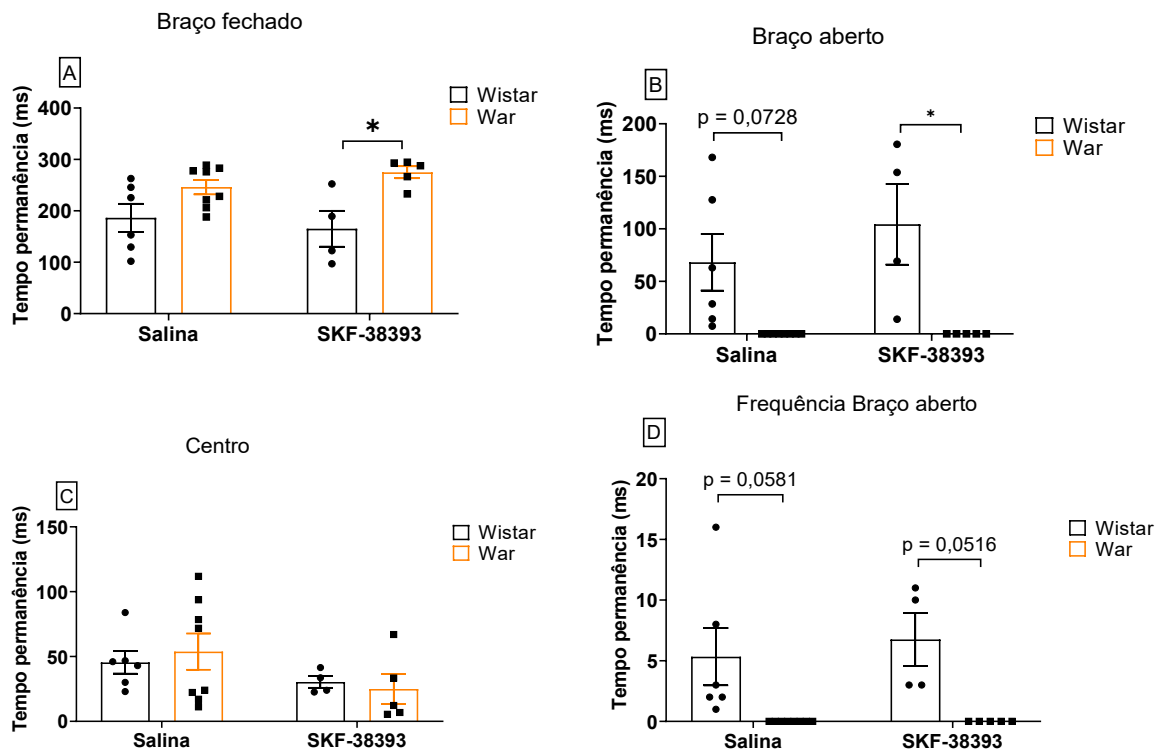 Braço fechado
A
Tempo permanência (ms)
400
300
200
100
0
Salina
SKF-38393
*
Wistar
War
Braço aberto
B
Tempo permanência (ms)
200
150
100
50
0
Salina
SKF-38393
p = 0,0728
*
Wistar
War
Centro
C
Tempo permanência (ms)
150
100
50
0
Salina
SKF-38393
Wistar
War
Frequência Braço aberto
D
Tempo permanência (ms)
20
15
10
5
0
Salina
SKF-38393
p = 0,0581
p = 0,0516
Wistar
War